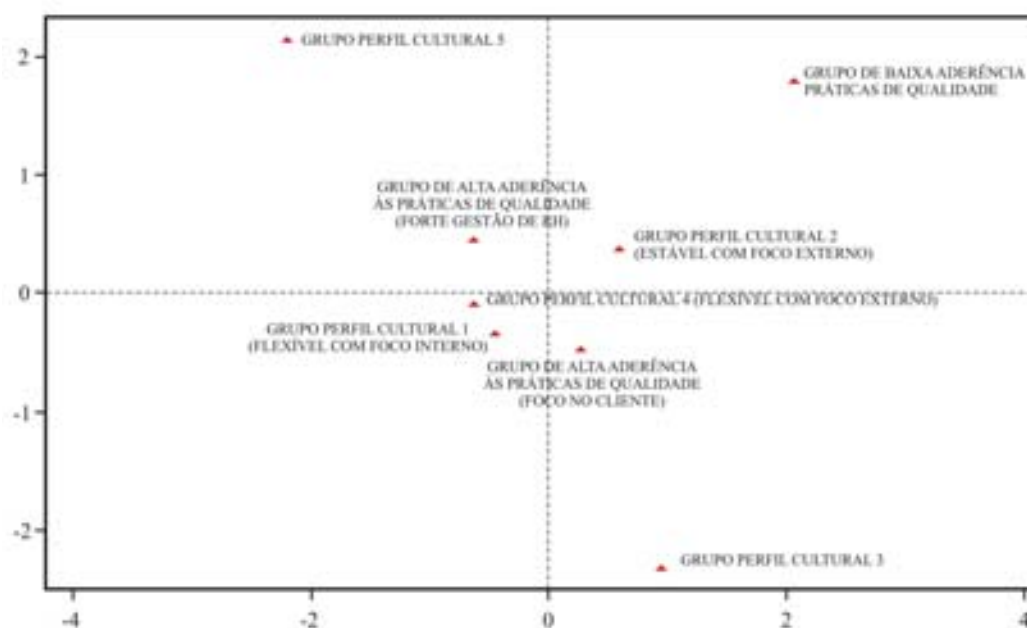 2
1
0
-1
-2
-4
-2
0
2
4
GRUPO PERFIL CULTURAL 5
GRUPO DE BAIXA ADERÊNCIA
PRÁTICAS DE QUALIDADE
GRUPO DE ALTA ADERÊNCIA
ÀS PRÁTICAS DE QUALIDADE
(FORTE GESTÃO DE RH)
GRUPO PERFIL CULTURAL 2
(ESTÁVEL COM FOCO EXTERNO)
GRUPO PERFIL CULTURAL 4 (FLEXÍVEL COM FOCO EXTERNO)
GRUPO PERFIL CULTURAL 1
(FLEXÍVEL COM FOCO INTERNO)
GRUPO DE ALTA ADERÊNCIA
ÀS PRÁTICAS DE QUALIDADE
(FOCO NO CLIENTE)
GRUPO PERFIL CULTURAL 3